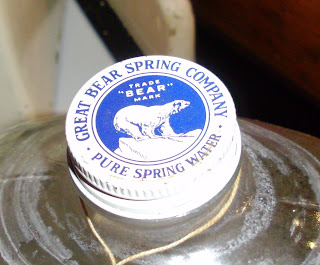 GREAT BEAR SPRING COMPANY
TRADE
"BEAR"
MARK
· PURE SPRING WATER ·